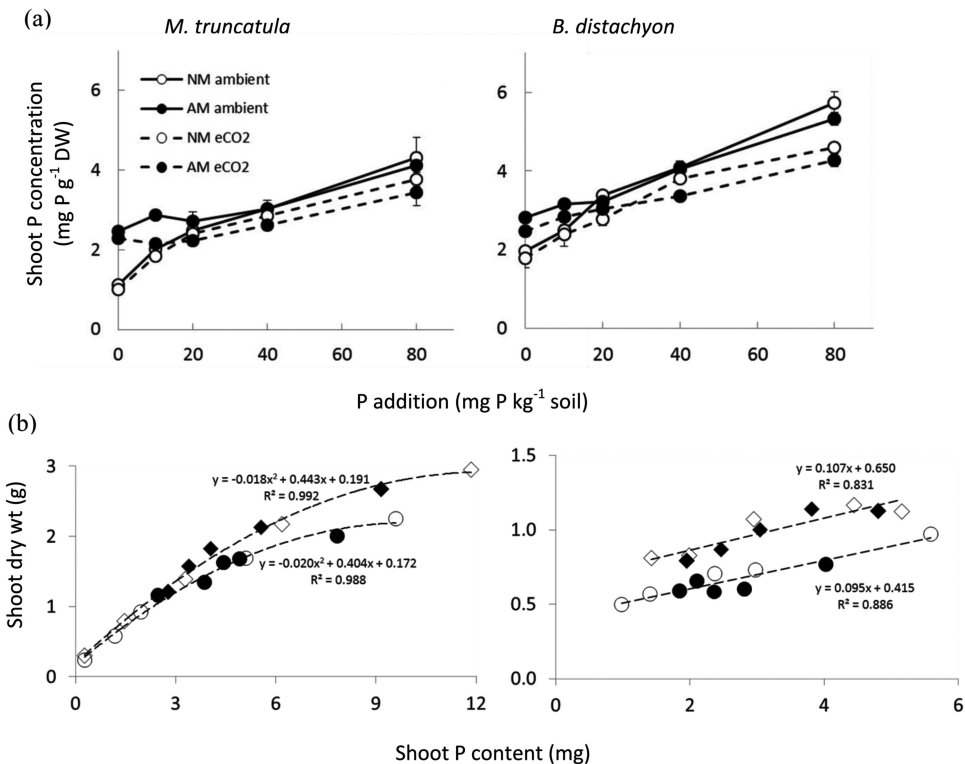 (a)
M. truncatula
B. distachyon
NM ambient
AM ambient
NM eCO2
AM eCO2
Shoot P concentration
(mg P g⁻¹ DW)
6
4
2
0
0
20
40
60
80
6
4
2
0
0
20
40
60
80
P addition (mg P kg⁻¹ soil)
(b)
Shoot dry wt (g)
3
2
1
0
0
3
6
9
12
y = -0.018x² + 0.443x + 0.191
R² = 0.992
y = -0.020x² + 0.404x + 0.172
R² = 0.988
1.5
1.0
0.5
0.0
0
2
4
6
y = 0.107x + 0.650
R² = 0.831
y = 0.095x + 0.415
R² = 0.886
Shoot P content (mg)